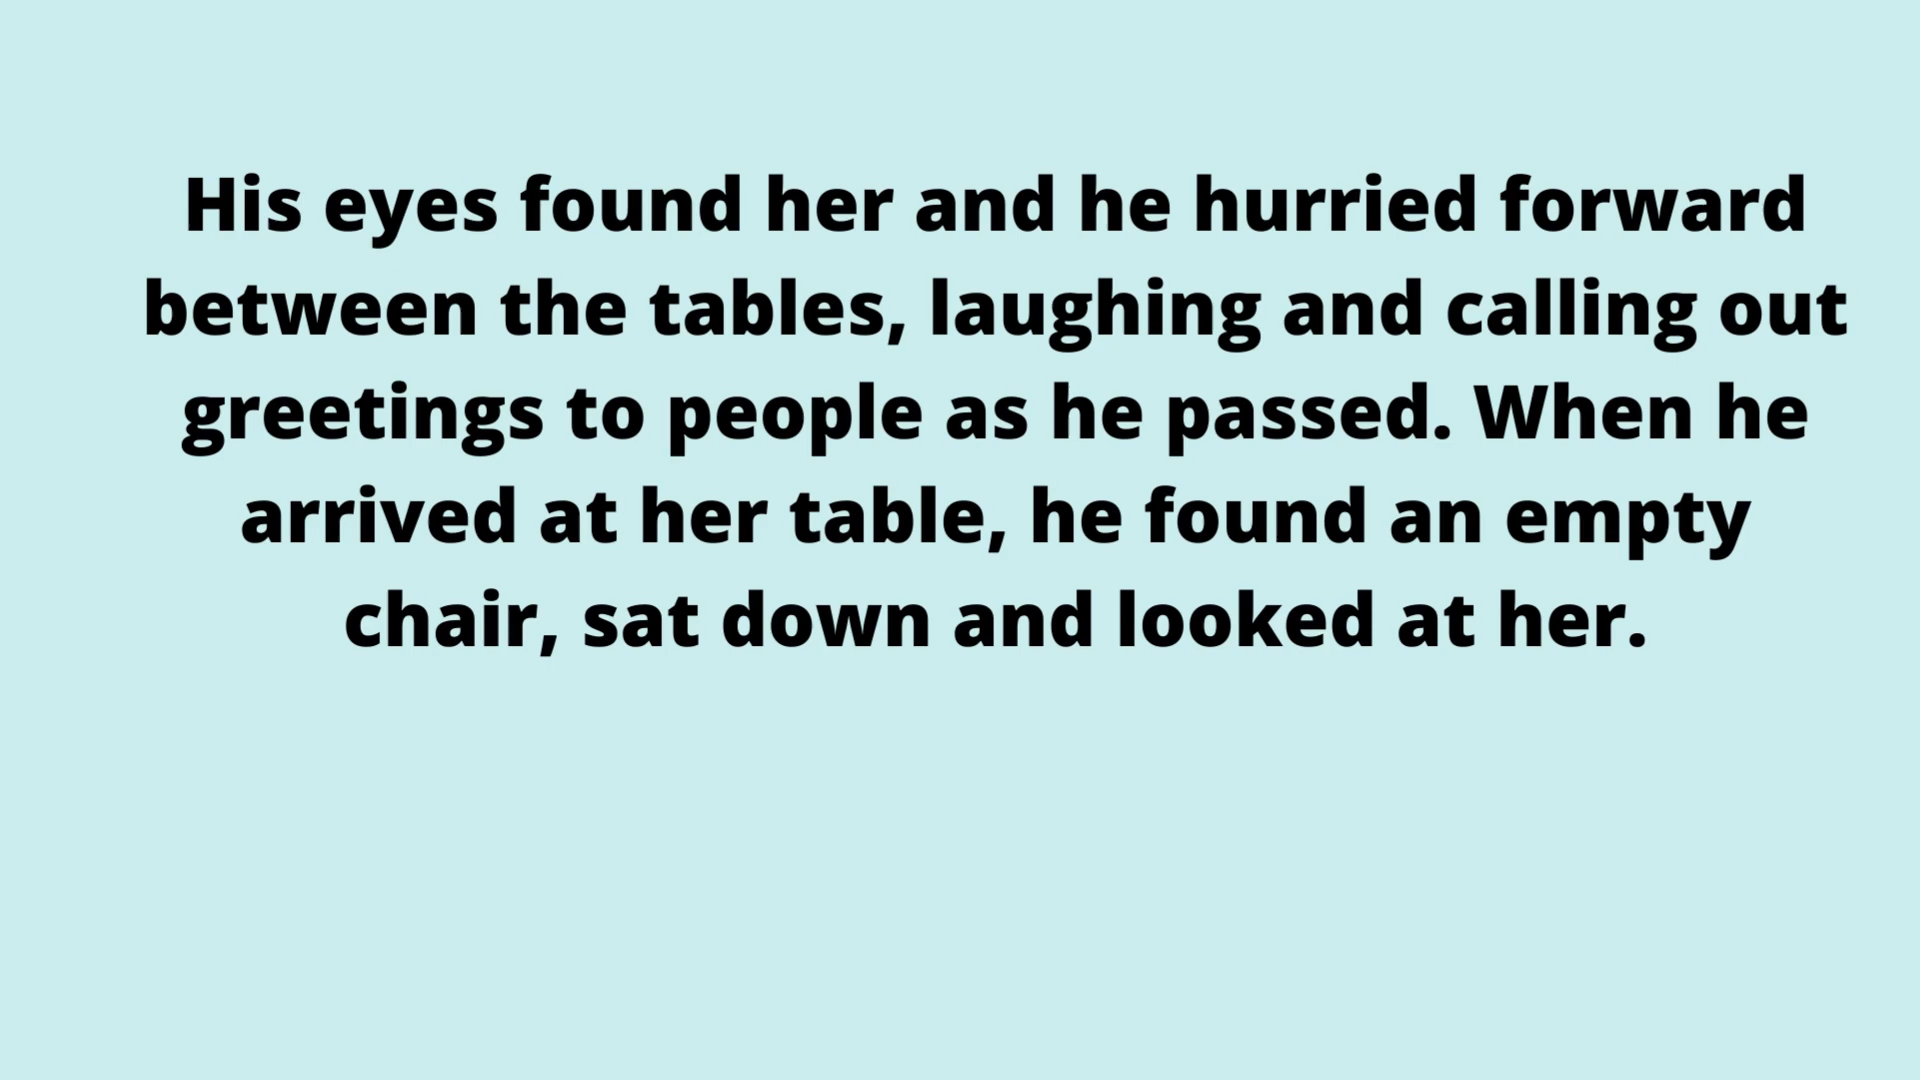 His eyes found her and he hurried forward
between the tables, laughing and calling out
greetings to people as he passed. When he
arrived at her table, he found an empty
chair, sat down and looked at her.